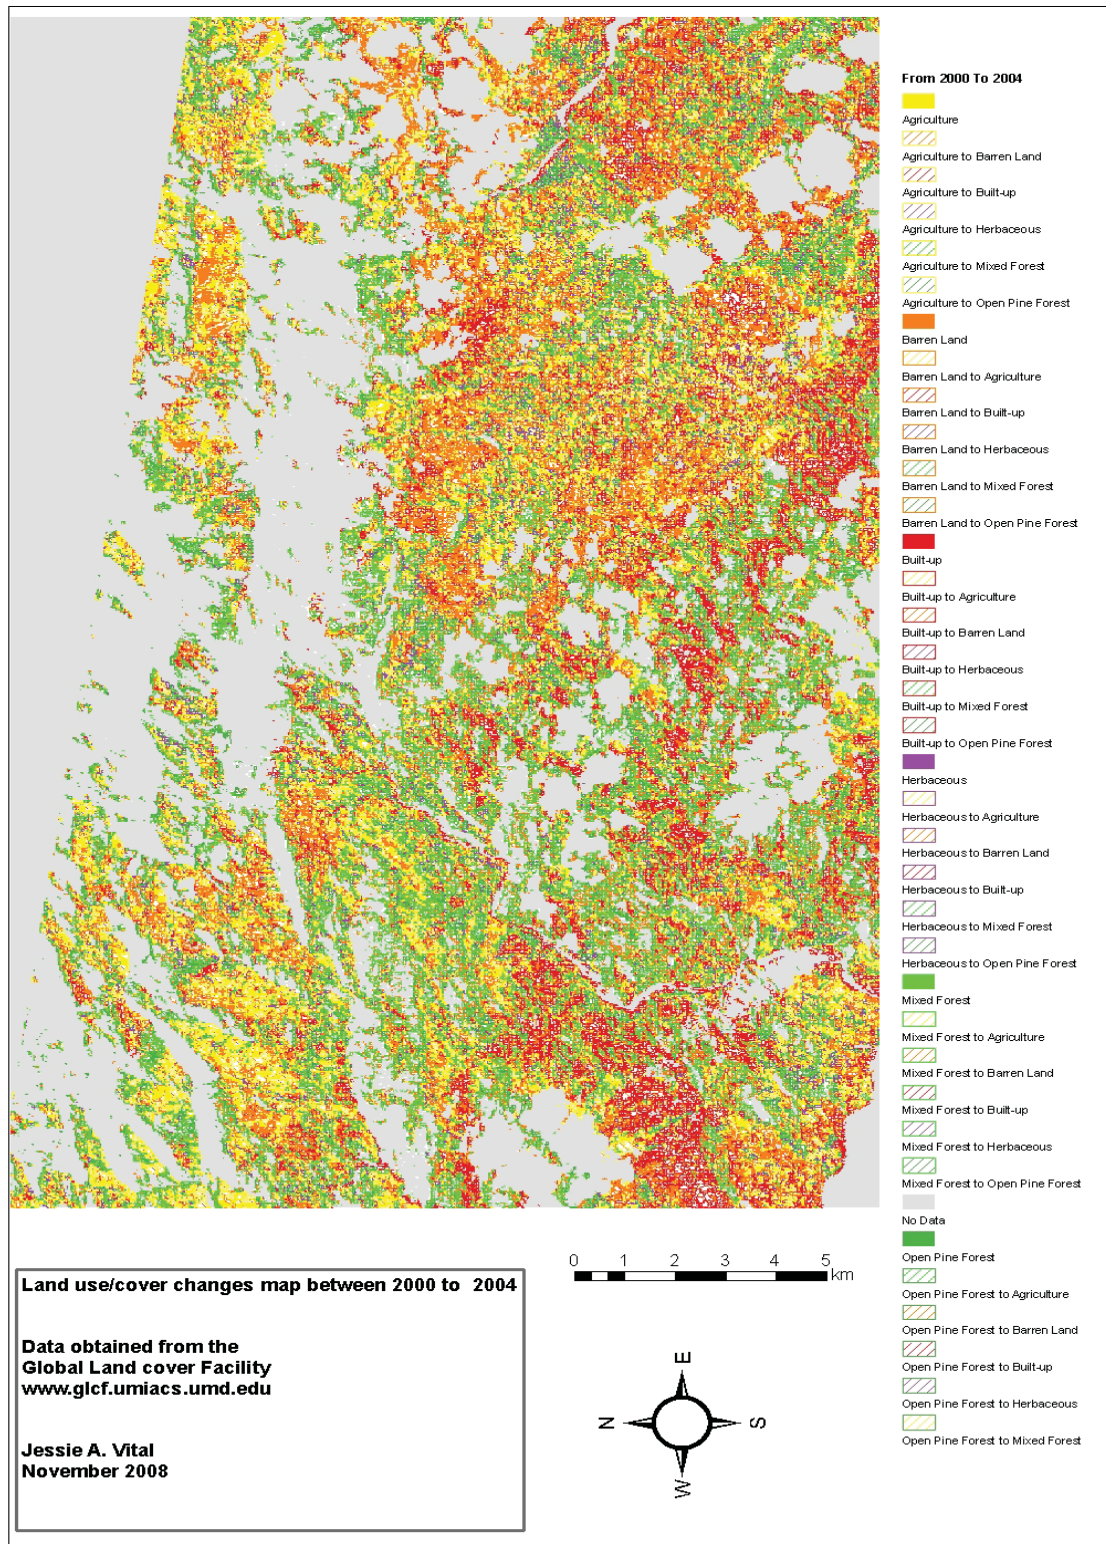 From 2000 To 2004
Agriculture
Agriculture to Barren Land
Agriculture to Built-up
Agriculture to Herbaceous
Agriculture to Mixed Forest
Agriculture to Open Pine Forest
Barren Land
Barren Land to Agriculture
Barren Land to Built-up
Barren Land to Herbaceous
Barren Land to Mixed Forest
Barren Land to Open Pine Forest
Built-up
Built-up to Agriculture
Built-up to Barren Land
Built-up to Herbaceous
Built-up to Mixed Forest
Built-up to Open Pine Forest
Herbaceous
Herbaceous to Agriculture
Herbaceous to Barren Land
Herbaceous to Built-up
Herbaceous to Mixed Forest
Herbaceous to Open Pine Forest
Mixed Forest
Mixed Forest to Agriculture
Mixed Forest to Barren Land
Mixed Forest to Built-up
Mixed Forest to Herbaceous
Mixed Forest to Open Pine Forest
No Data
Open Pine Forest
Open Pine Forest to Agriculture
Open Pine Forest to Barren Land
Open Pine Forest to Built-up
Open Pine Forest to Herbaceous
Open Pine Forest to Mixed Forest
0 1 2 3 4 5
km
Land use/cover changes map between 2000 to 2004
Data obtained from the
Global Land cover Facility
www.glcf.umiacs.umd.edu
Jessie A. Vital
November 2008
E
N
S
W